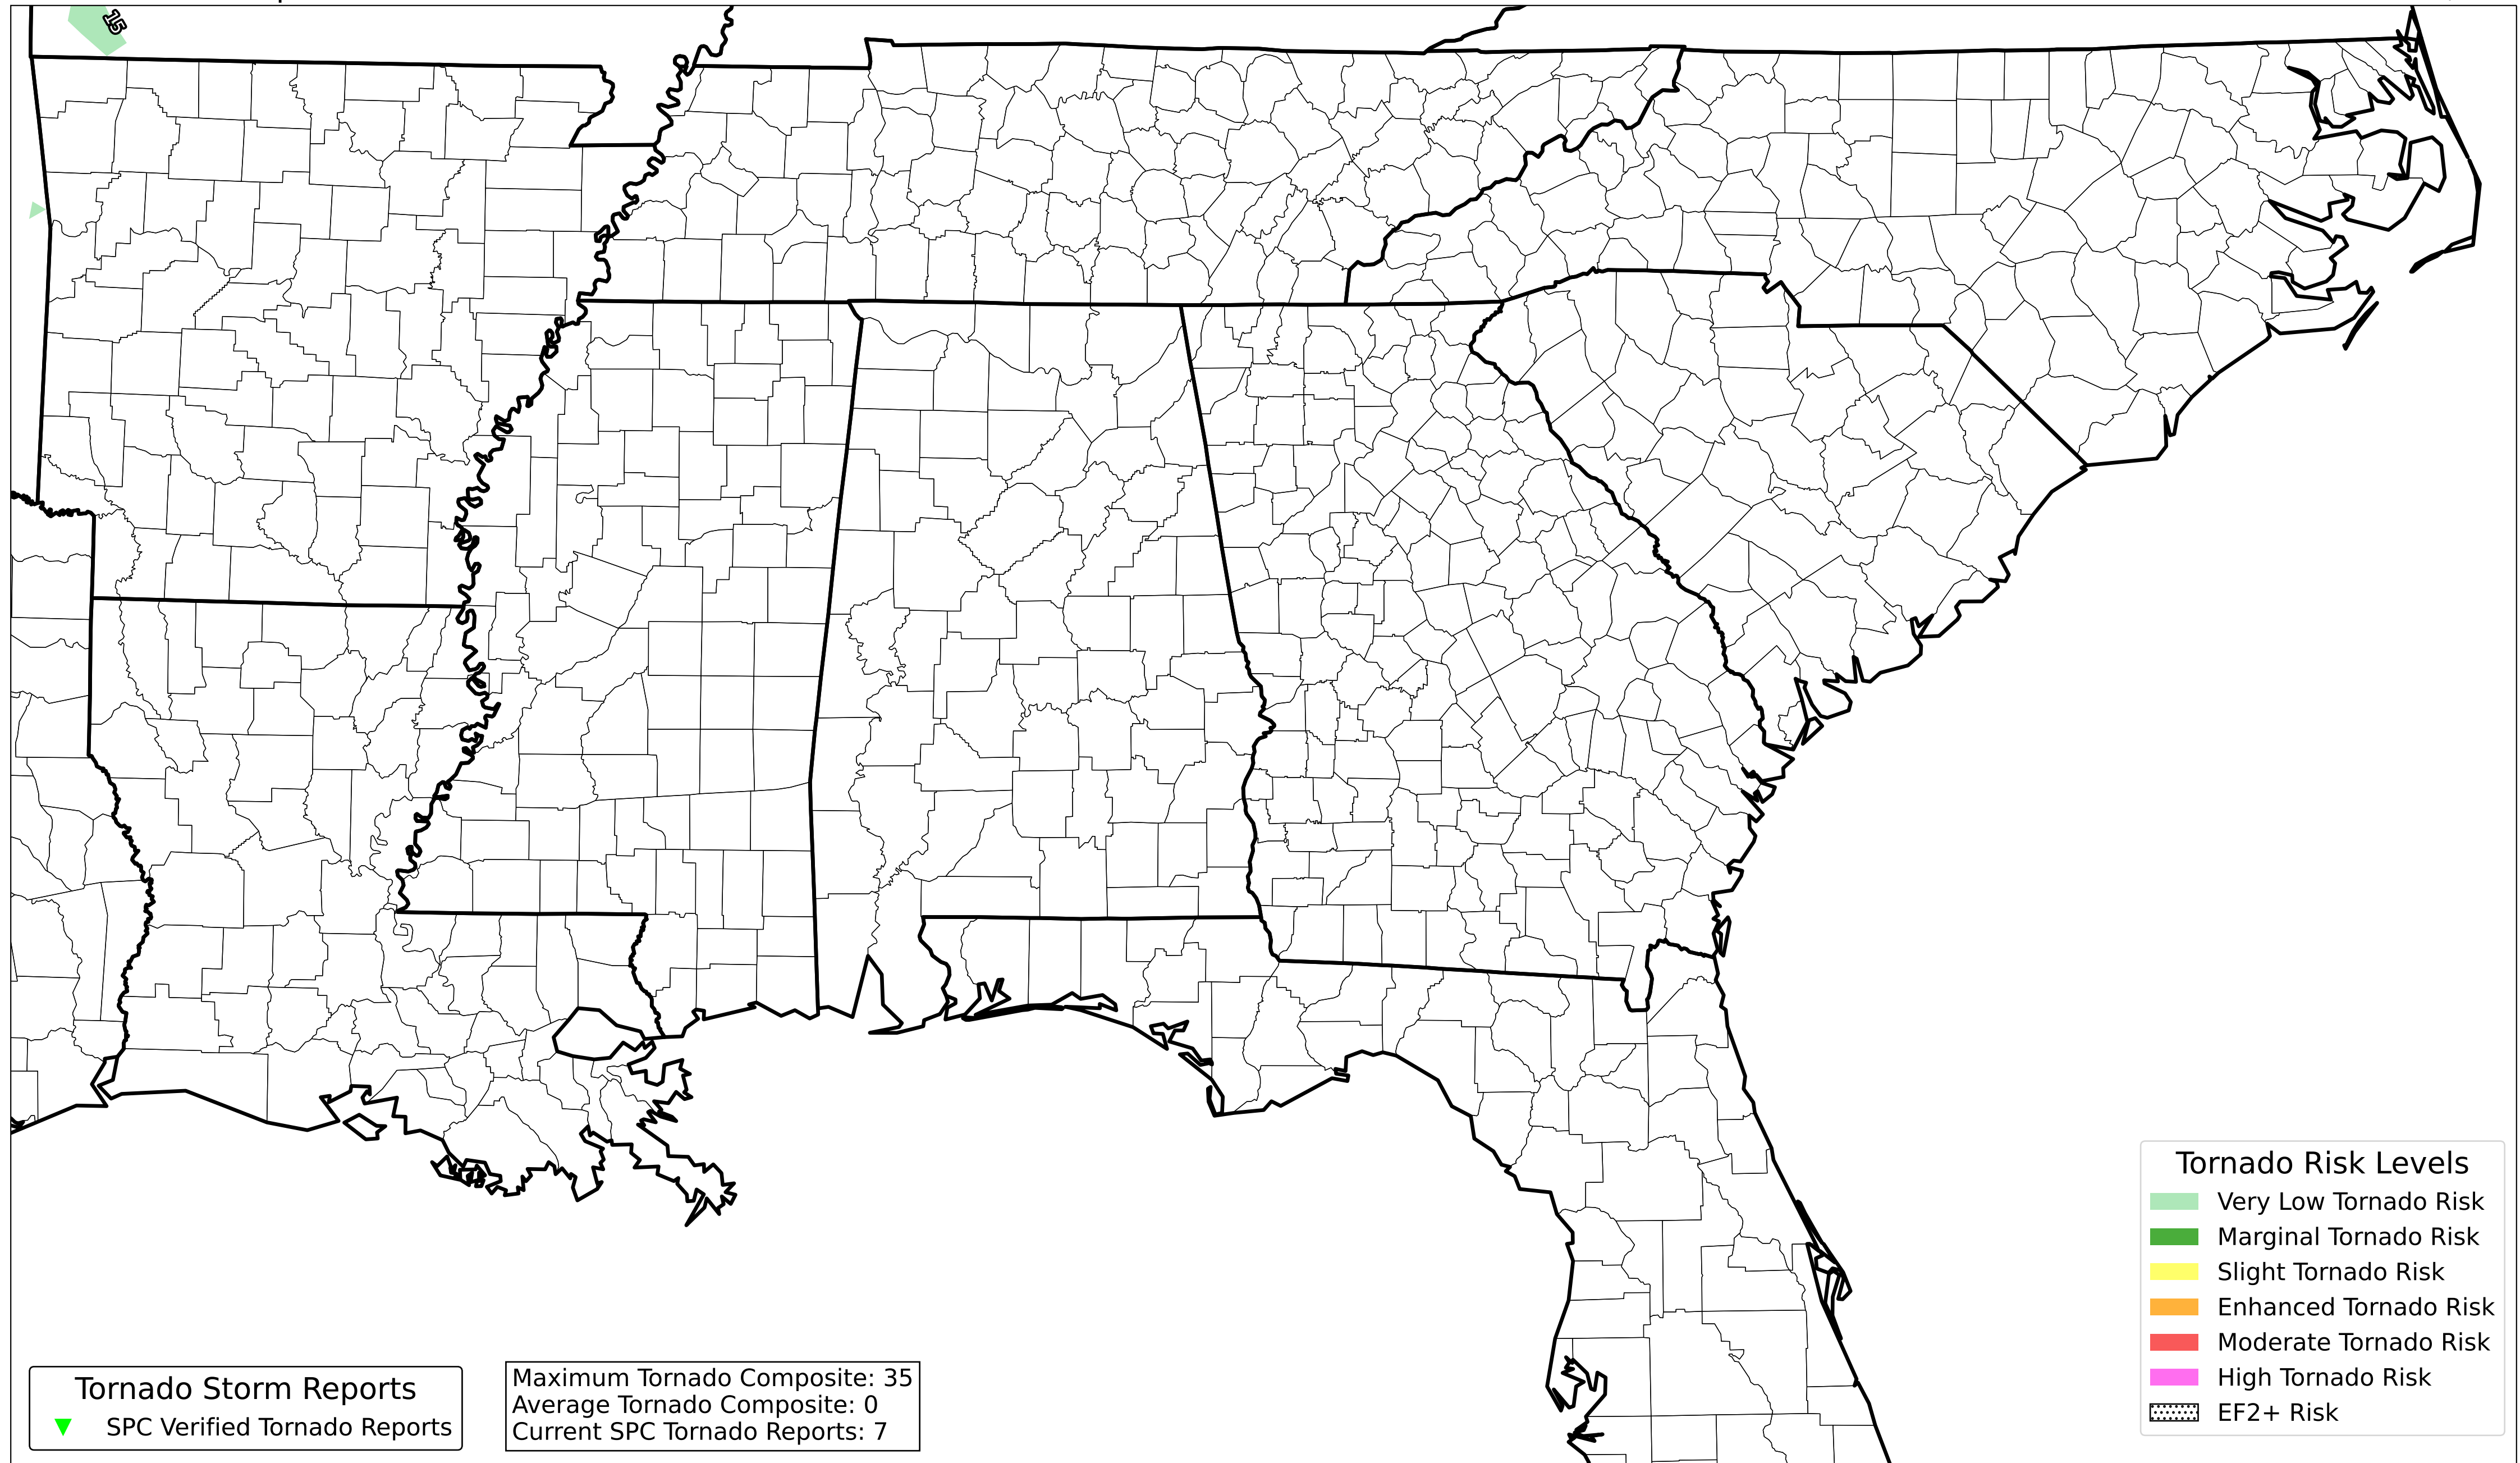 15
Tornado Risk Levels
Very Low Tornado Risk
Marginal Tornado Risk
Slight Tornado Risk
Enhanced Tornado Risk
Moderate Tornado Risk
High Tornado Risk
EF2+ Risk
Tornado Storm Reports
SPC Verified Tornado Reports
Maximum Tornado Composite: 35
Average Tornado Composite: 0
Current SPC Tornado Reports: 7